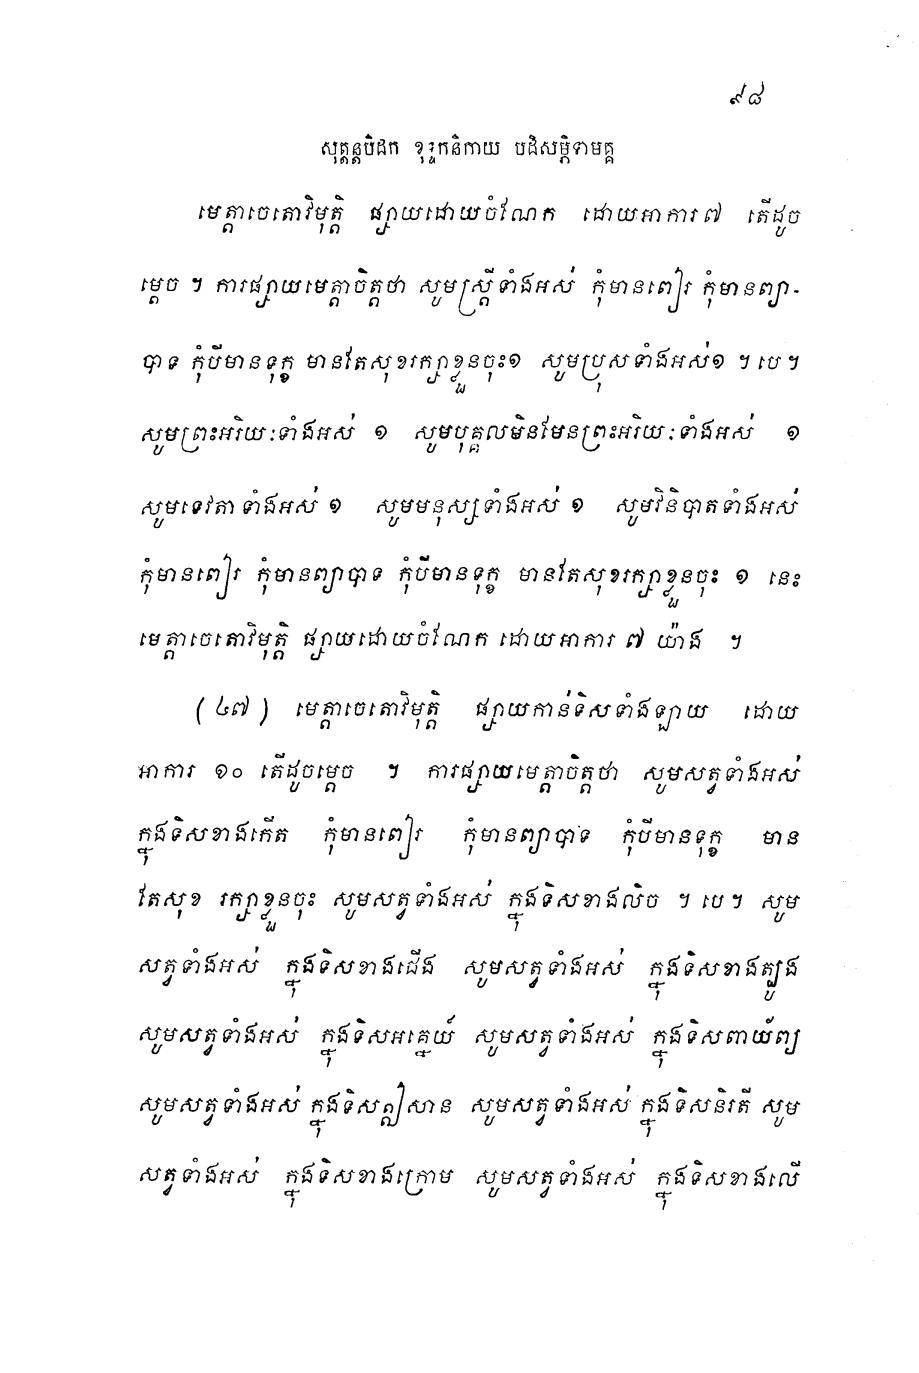 ៩៨
សុត្តន្តបិដក ខុទ្ទកនិកាយ បដិសម្ភិទាមគ្គ
មេត្តាចេតោវិមុត្តិ ផ្សាយដោយចំណែក ដោយអាការ៧ តើដូច
ម្តេច ។ ការផ្សាយមេត្តាចិត្តថា សូមស្ត្រីទាំងអស់ កុំមានពៀរ កុំមានព្យា-
បាទ កុំបីមានទុក្ខ មានតែសុខរក្សាខ្លួនចុះ១ សូមប្រុសទាំងអស់១ ។ បេ។
សូមព្រះអរិយៈទាំងអស់ ១ សូមបុគ្គលមិនមែនព្រះអរិយៈទាំងអស់ ១
សូមទេវតាទាំងអស់ ១ សូមមនុស្សទាំងអស់ ១ សូមវិនិបាតទាំងអស់
កុំមានពៀរ កុំមានព្យាបាទ កុំបីមានទុក្ខ មានតែសុខរក្សាខ្លួនចុះ ១ នេះ
មេត្តាចេតោវិមុត្តិ ផ្សាយដោយចំណែក ដោយអាការ ៧ យ៉ាង ។
(៤៧) មេត្តាចេតោវិមុត្តិ ផ្សាយកាន់ទិសទាំងឡាយ ដោយ
អាការ ១០ តើដូចម្តេច ។ ការផ្សាយមេត្តាចិត្តថា សូមសត្វទាំងអស់
ក្នុងទិសខាងកើត កុំមានពៀរ កុំមានព្យាបាទ កុំបីមានទុក្ខ មាន
តែសុខ រក្សាខ្លួនចុះ សូមសត្វទាំងអស់ ក្នុងទិសខាងលិច ។ បេ។ សូម
សត្វទាំងអស់ ក្នុងទិសខាងជើង សូមសត្វទាំងអស់ ក្នុងទិសខាងត្បូង
សូមសត្វទាំងអស់ ក្នុងទិសអគ្នេយ៍ សូមសត្វទាំងអស់ ក្នុងទិសពាយ័ព្យ
សូមសត្វទាំងអស់ ក្នុងទិសឦសាន សូមសត្វទាំងអស់ ក្នុងទិសនិរតី សូម
សត្វទាំងអស់ ក្នុងទិសខាងក្រោម សូមសត្វទាំងអស់ ក្នុងទិសខាងលើ